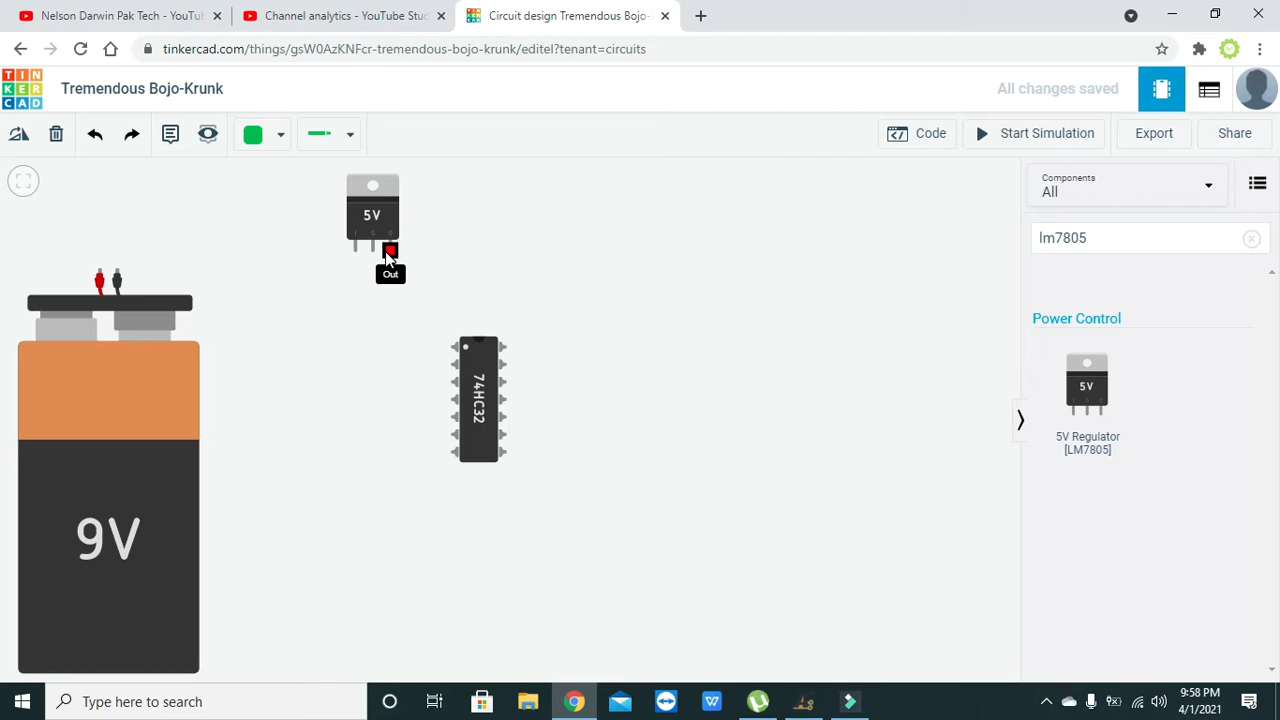 Nelson Darwin Pak Tech - YouTu
Channel analytics - YouTube Stu
Circuit design Tremendous Bojo-
tinkercad.com/things/gsW0AzKNFcr-tremendous-bojo-krunk/editel?tenant=circuits
TIN
KER
CAD
Tremendous Bojo-Krunk
All changes saved
Code
Start Simulation
Export
Share
Components
All
lm7805
5V
I G O
Out
Power Control
5V
5V Regulator
[LM7805]
74HC32
9V
Type here to search
9:58 PM
4/1/2021